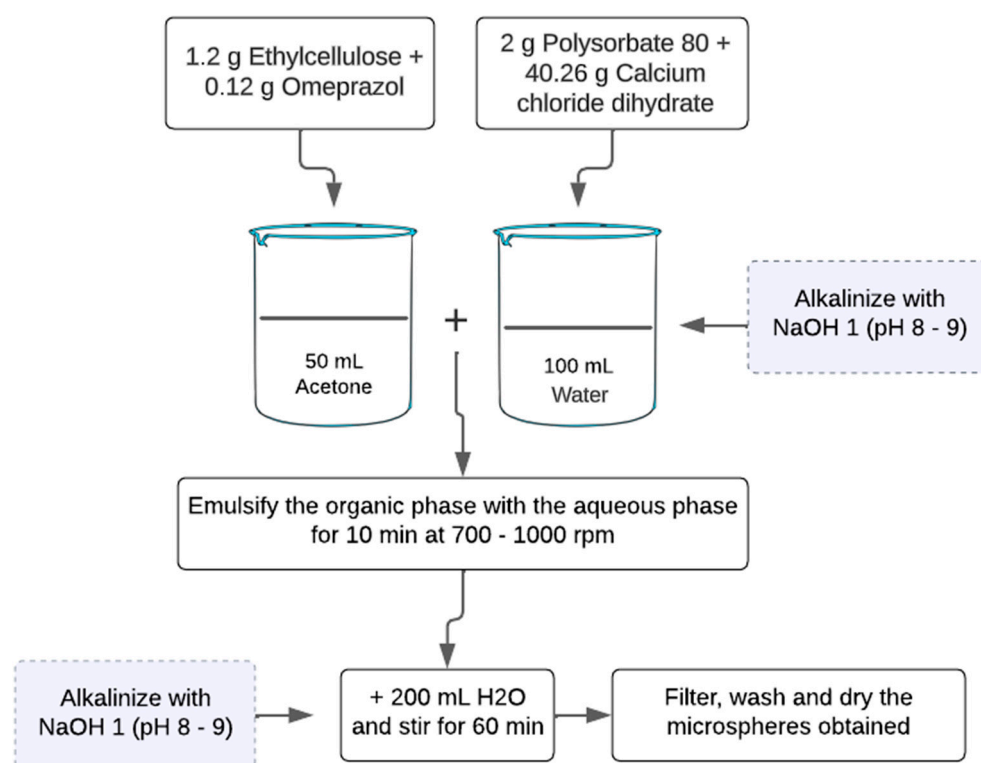 1.2 g Ethylcellulose +
0.12 g Omeprazol
2 g Polysorbate 80 +
40.26 g Calcium
chloride dihydrate
50 mL
Acetone
+
100 mL
Water
Alkalinize with
NaOH 1 (pH 8 - 9)
Emulsify the organic phase with the aqueous phase
for 10 min at 700 - 1000 rpm
Alkalinize with
NaOH 1 (pH 8 - 9)
+ 200 mL H2O
and stir for 60 min
Filter, wash and dry the
microspheres obtained